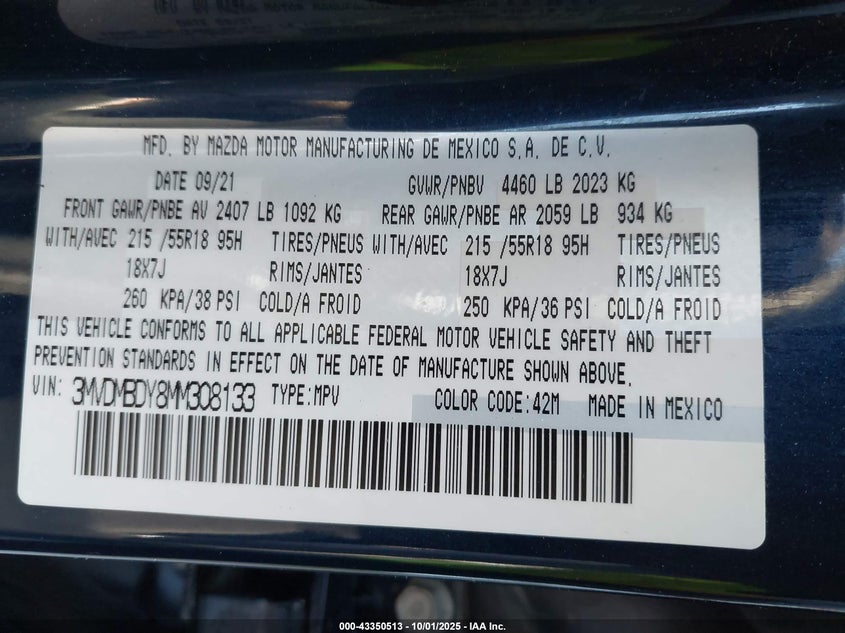 MFD. BY MAZDA MOTOR MANUFACTURING DE MEXICO S.A. DE C.V.
DATE 09/21 GVWR/PNBV 4460 LB 2023 KG
FRONT GAWR/PNBE AV 2407 LB 1092 KG REAR GAWR/PNBE AR 2059 LB 934 KG
WITH/AVEC 215 /55R18 95H TIRES/PNEUS WITH/AVEC 215 /55R18 95H TIRES/PNEUS
18X7J RIMS/JANTES 18X7J RIMS/JANTES
260 KPA/38 PSI COLD/A FROID 250 KPA/36 PSI COLD/A FROID
THIS VEHICLE CONFORMS TO ALL APPLICABLE FEDERAL MOTOR VEHICLE SAFETY AND THEFT
PREVENTION STANDARDS IN EFFECT ON THE DATE OF MANUFACTURE SHOWN ABOVE.
VIN: 3MVDMBDY8MM308133 TYPE:MPV COLOR CODE:42M MADE IN MEXICO
000-43350513 - 10/01/2025 - IAA Inc.